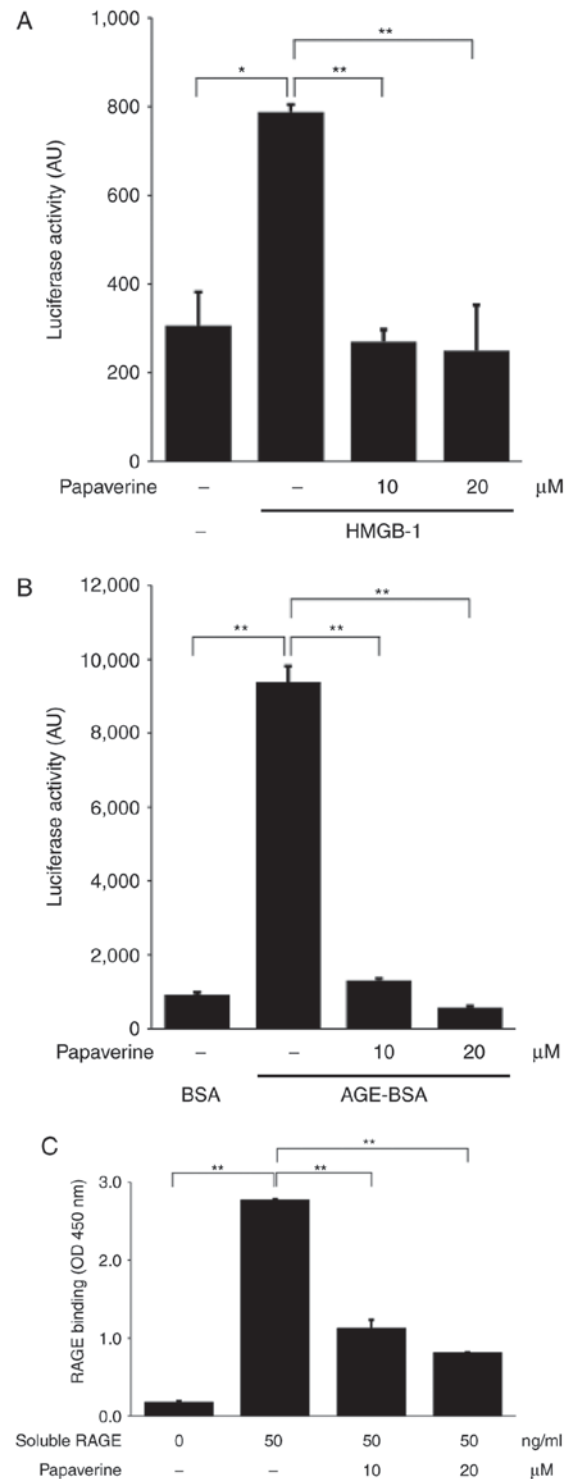 A
1,000
800
600
400
200
0
Luciferase activity (AU)
* ** **
Papaverine – – 10 20 μM
– HMGB-1
B
12,000
10,000
8,000
6,000
4,000
2,000
0
Luciferase activity (AU)
** ** **
Papaverine – – 10 20 μM
BSA AGE-BSA
C
3.0
2.0
1.0
0.0
RAGE binding (OD 450 nm)
** ** **
Soluble RAGE 0 50 50 50 ng/ml
Papaverine – – 10 20 μM